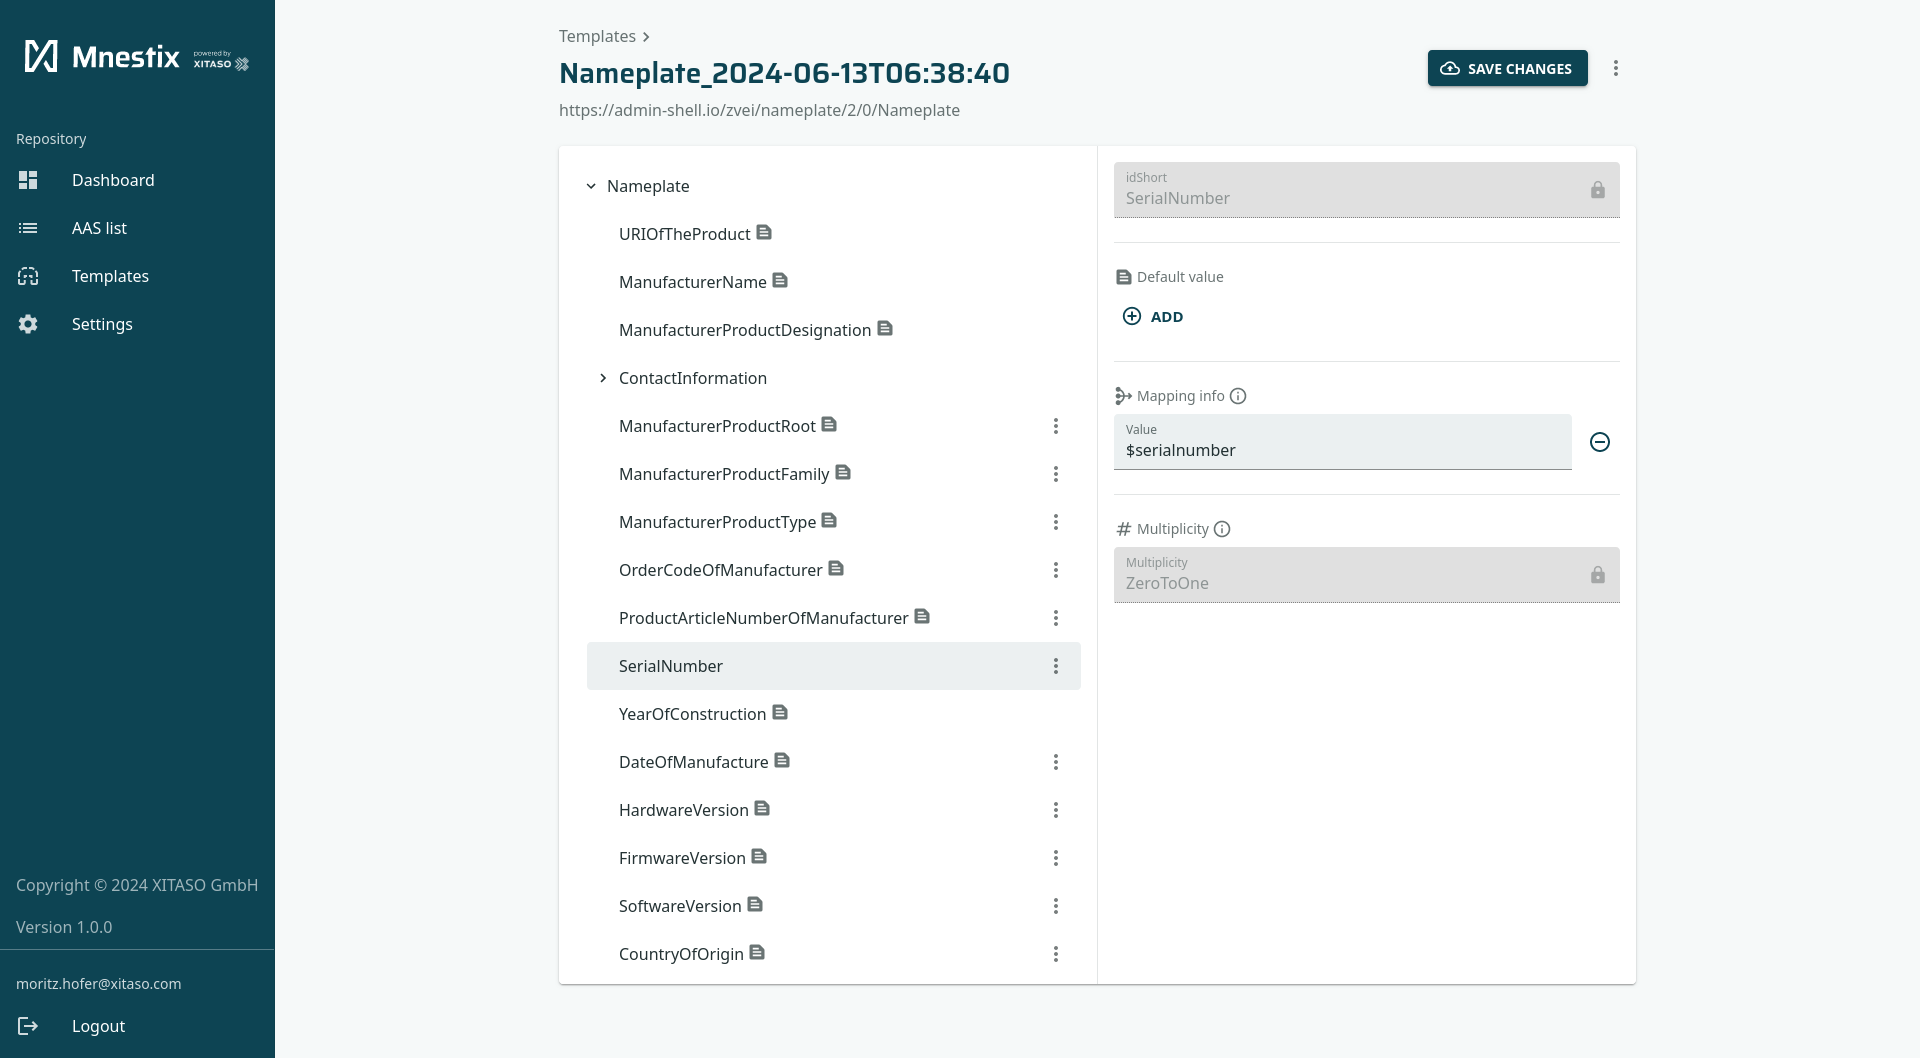 Mnestix
powered by
XITASO
Repository
Dashboard
AAS list
Templates
Settings
Copyright © 2024 XITASO GmbH
Version 1.0.0
moritz.hofer@xitaso.com
Logout
Templates
Nameplate_2024-06-13T06:38:40
https://admin-shell.io/zvei/nameplate/2/0/Nameplate
SAVE CHANGES
Nameplate
URIOfTheProduct
ManufacturerName
ManufacturerProductDesignation
ContactInformation
ManufacturerProductRoot
ManufacturerProductFamily
ManufacturerProductType
OrderCodeOfManufacturer
ProductArticleNumberOfManufacturer
SerialNumber
YearOfConstruction
DateOfManufacture
HardwareVersion
FirmwareVersion
SoftwareVersion
CountryOfOrigin
idShort
SerialNumber
Default value
ADD
Mapping info
Value
$serialnumber
Multiplicity
Multiplicity
ZeroToOne